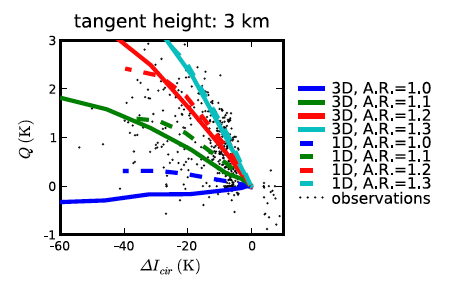 tangent height: 3 km
3
2
1
0
-1
Q (K)
-60 -40 -20 0
ΔI_cir (K)
3D, A.R.=1.0
3D, A.R.=1.1
3D, A.R.=1.2
3D, A.R.=1.3
1D, A.R.=1.0
1D, A.R.=1.1
1D, A.R.=1.2
1D, A.R.=1.3
observations